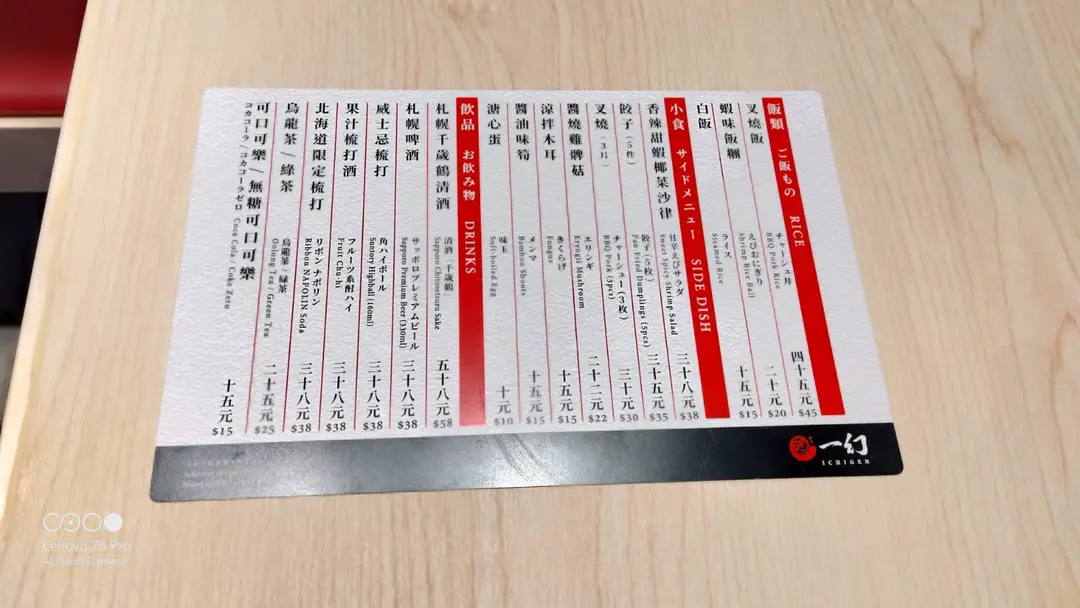 飯類 ご飯もの RICE
叉燒飯 チャーシュー丼 BBQ Pork Rice 四十五元 $45
蝦味飯糰 えびおにぎり Shrimp Rice Ball 二十元 $20
白飯 ライス Steamed Rice 十五元 $15
小食 サイドメニュー SIDE DISH
香辣甜蝦椰菜沙律 甘辛えびサラダ Sweet Spicy Shrimp Salad 三十八元 $38
餃子(5件) 餃子(5枚) Pan Fried Dumplings (5pcs) 三十五元 $35
叉燒(3片) チャーシュー(3枚) BBQ Pork (3pcs) 三十元 $30
醬燒雞髀菇 エリンギ Eryngii Mushroom 二十二元 $22
涼拌木耳 きくらげ Fungus 十五元 $15
醬油味筍 メンマ Bamboo Shoots 十五元 $15
溏心蛋 味玉 Soft-boiled Egg 十元 $10
飲品 お飲み物 DRINKS
札幌千歲鶴清酒 清酒「千歳鶴」 Sapporo Chitosetsuru Sake 五十八元 $58
札幌啤酒 サッポロプレミアムビール Sapporo Premium Beer (330ml) 三十八元 $38
威士忌梳打 角ハイボール Suntory Highball (160ml) 三十八元 $38
果汁梳打酒 フルーツ系酎ハイ Fruit Chu-hi 三十八元 $38
北海道限定梳打 リボンナポリン Ribbon NAPOLIN Soda 三十八元 $38
烏龍茶 / 綠茶 烏龍茶 / 緑茶 Oolong Tea / Green Tea 二十五元 $25
可口可樂 / 無糖可口可樂 コカコーラ / コカコーラゼロ Coca Cola / Coke Zero 十五元 $15
一幻
ICHIGEN
Lenovo Z6 Pro
AI Quad Camera